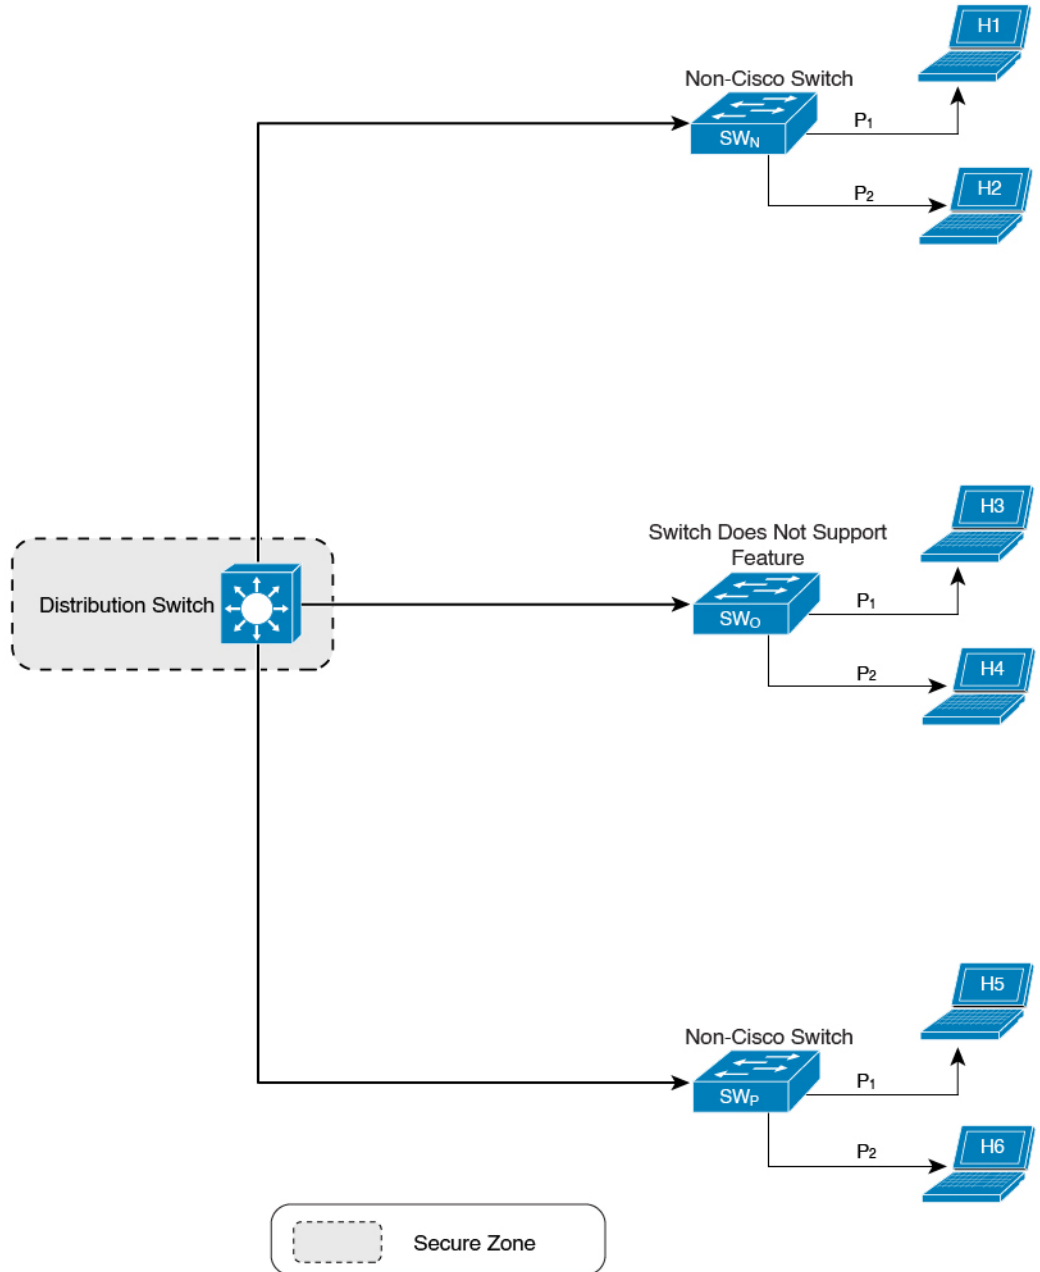 H1
Non-Cisco Switch
SWN
P1
P2
H2
H3
Switch Does Not Support
Feature
Distribution Switch
SWO
P1
P2
H4
H5
Non-Cisco Switch
SWP
P1
P2
H6
Secure Zone